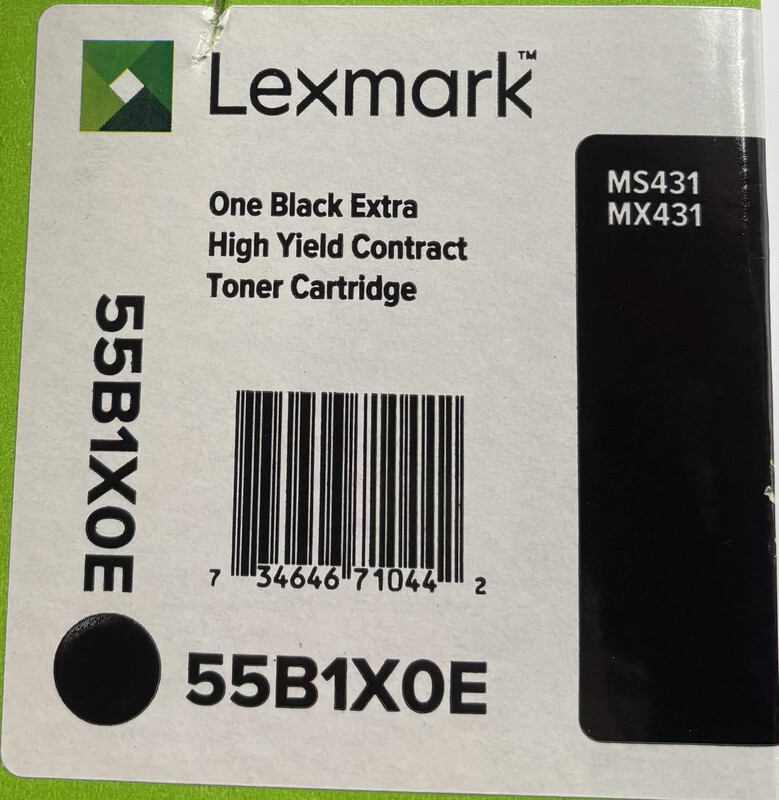 Lexmark™
MS431
MX431
One Black Extra
High Yield Contract
Toner Cartridge
55B1X0E
7 34646 71044 2
55B1X0E